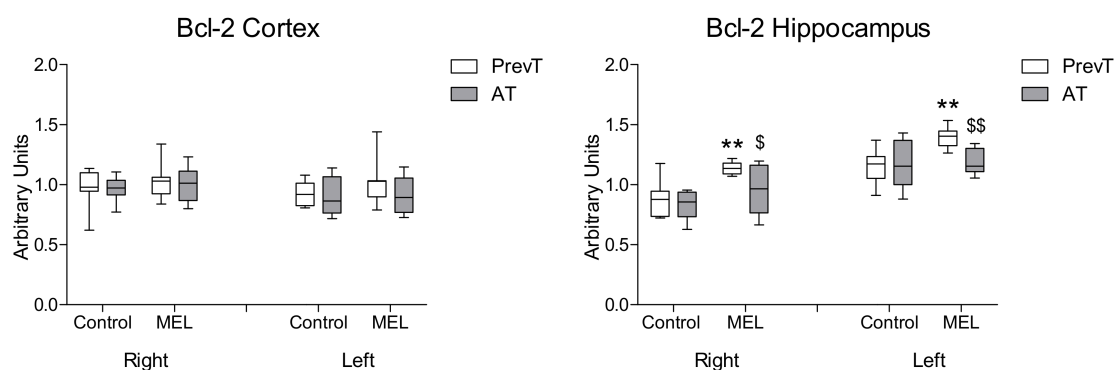 Bcl-2 Cortex
PrevT
AT
Arbitrary Units
2.0
1.5
1.0
0.5
0.0
Control MEL Control MEL
Right Left
Bcl-2 Hippocampus
PrevT
AT
Arbitrary Units
2.0
1.5
1.0
0.5
0.0
** $ ** $$
Control MEL Control MEL
Right Left